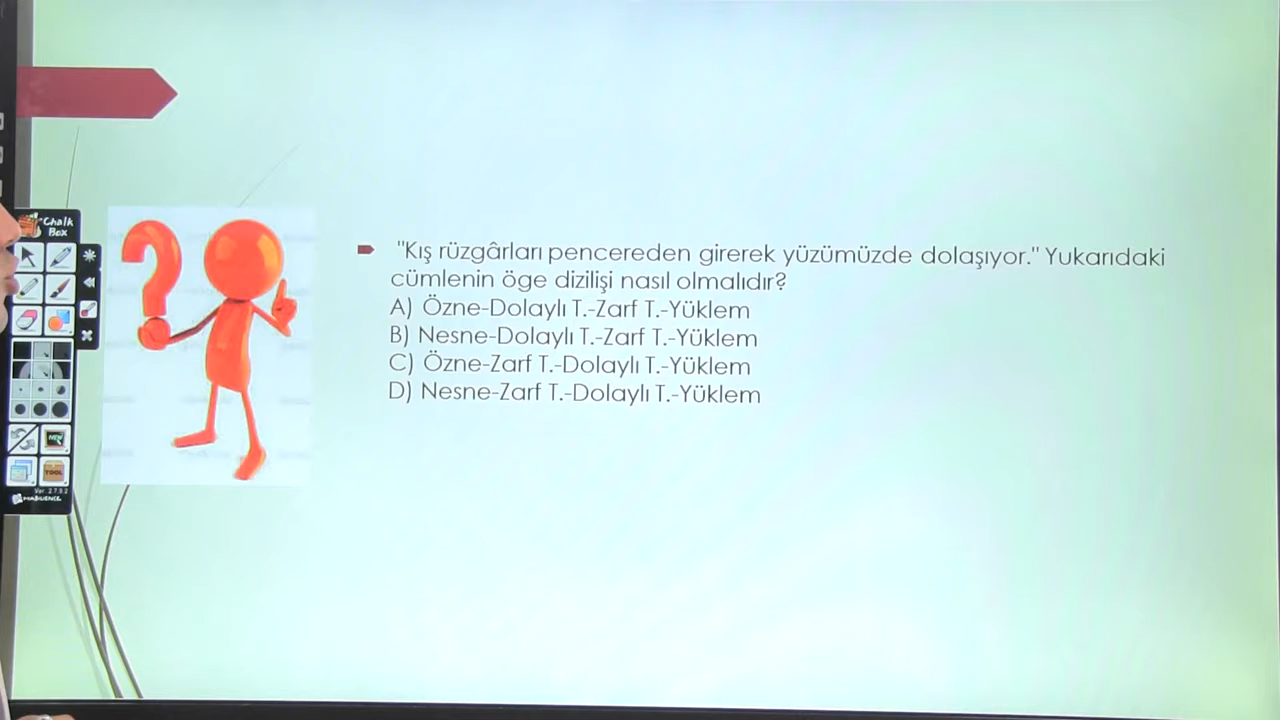 Chalk
Box
"Kış rüzgârları pencereden girerek yüzümüzde dolaşıyor." Yukarıdaki
cümlenin öge dizilişi nasıl olmalıdır?
A) Özne-Dolaylı T.-Zarf T.-Yüklem
B) Nesne-Dolaylı T.-Zarf T.-Yüklem
C) Özne-Zarf T.-Dolaylı T.-Yüklem
D) Nesne-Zarf T.-Dolaylı T.-Yüklem
NEW
TOOL